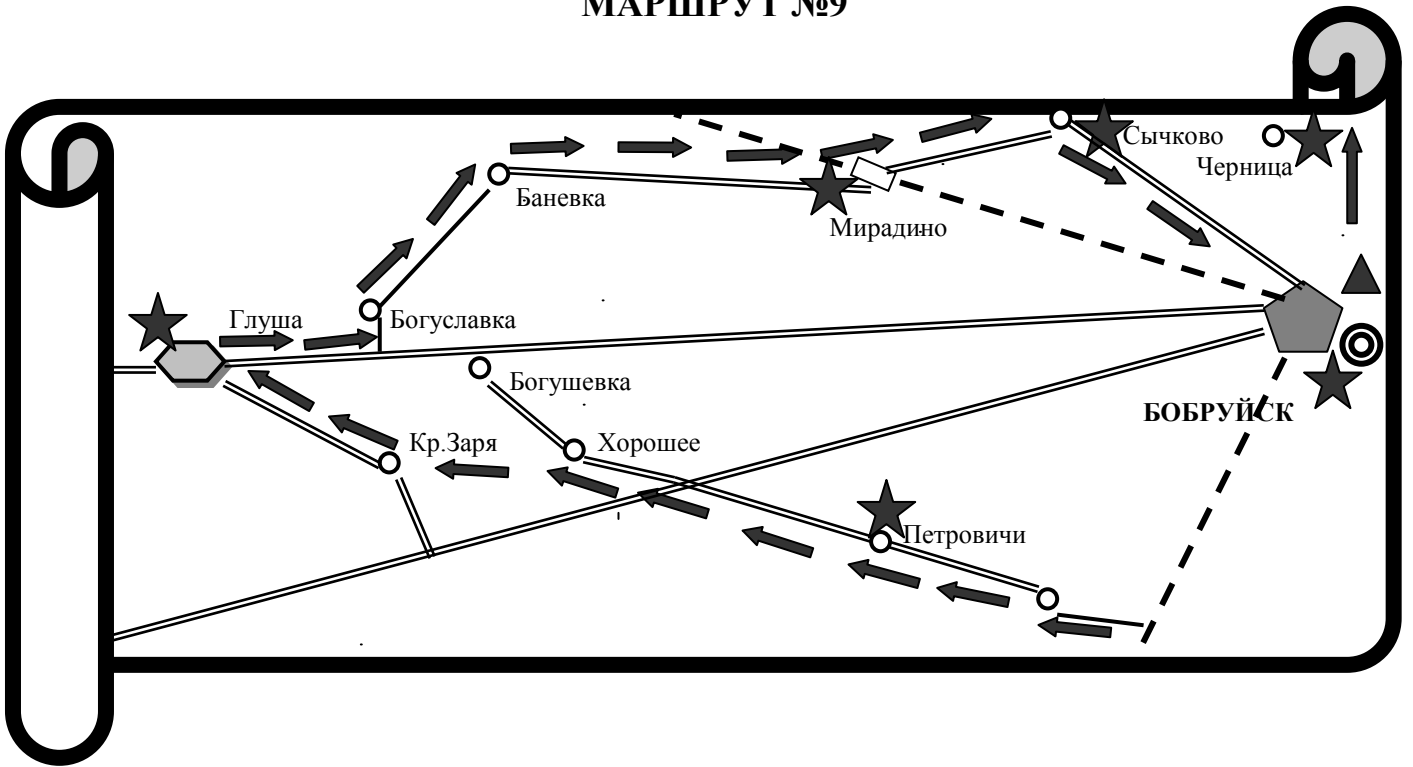 МАРШРУТ №9
Сычково
Черница
Баневка
Мирадино
Глуша
Богуславка
Богушевка
БОБРУЙСК
Кр.Заря
Хорошее
Петровичи